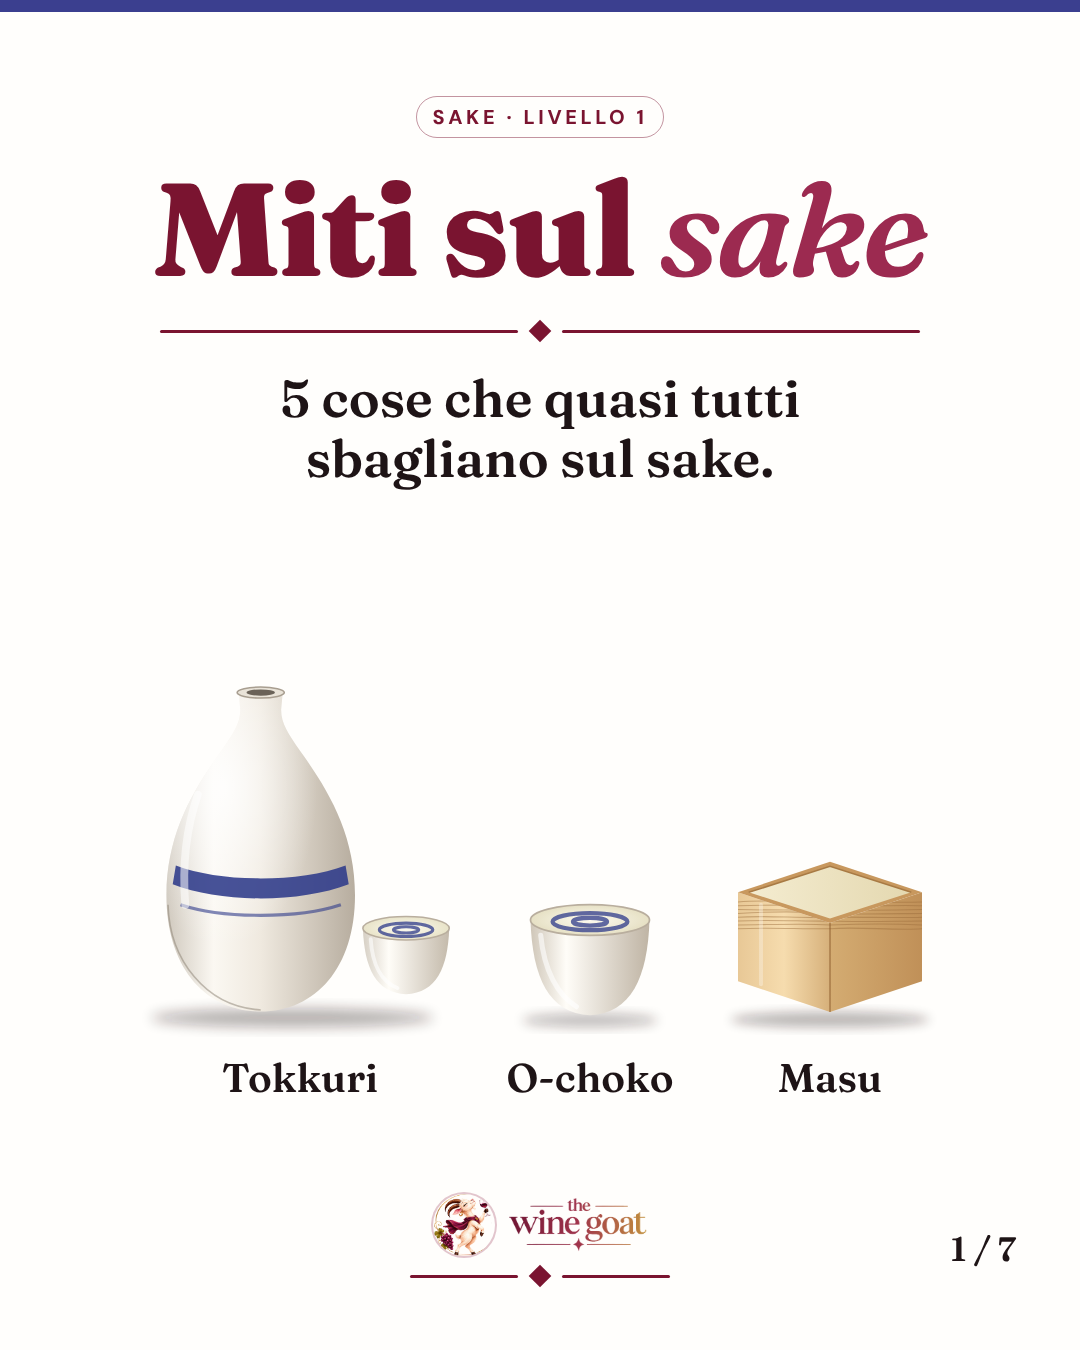 SAKE · LIVELLO 1
Miti sul sake
5 cose che quasi tutti
sbagliano sul sake.
Tokkuri
O-choko
Masu
the
wine goat
1 / 7